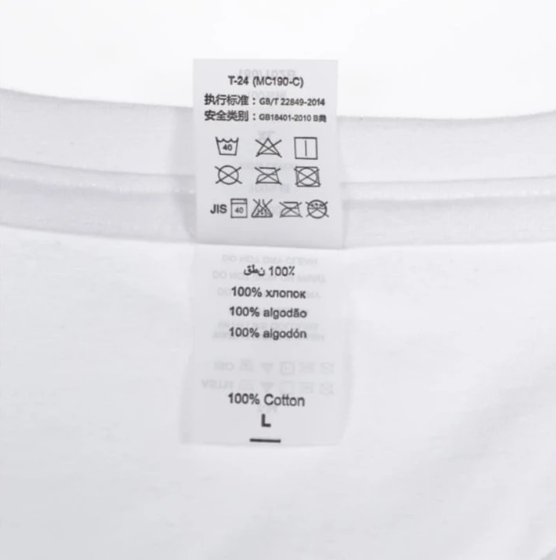 T-24 (MC190-C)
执行标准：GB/T 22849-2014
安全类别：GB18401-2010 B类
40
JIS 40
100% نطق
100% хлопок
100% algodão
100% algodón
100% Cotton
L